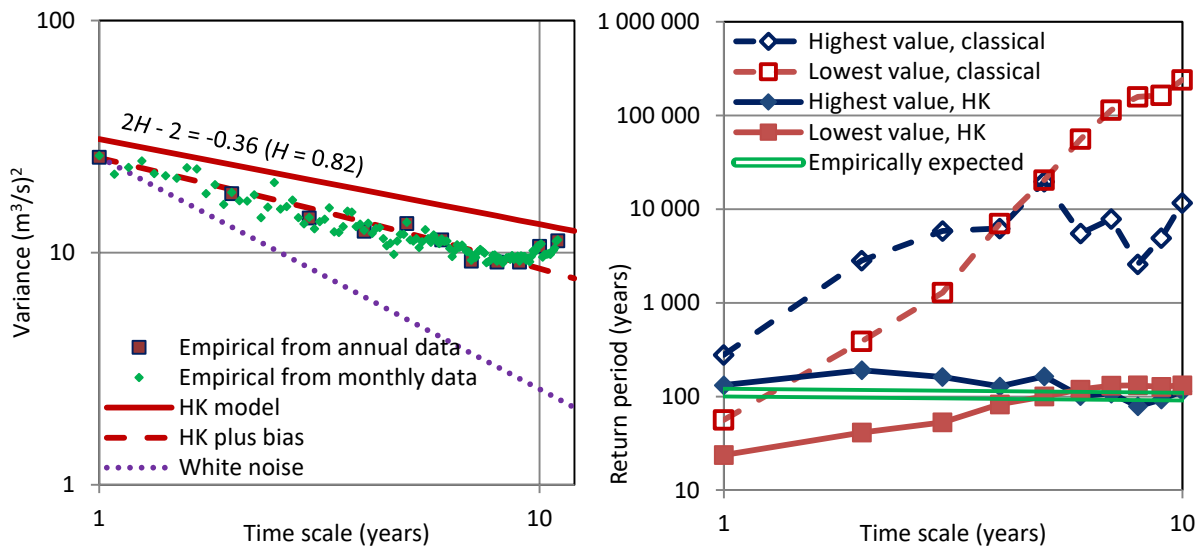 100
10
1
1
10
Variance (m³/s)²
Time scale (years)
2H - 2 = -0.36 (H = 0.82)
Empirical from annual data
Empirical from monthly data
HK model
HK plus bias
White noise
1 000 000
100 000
10 000
1 000
100
10
1
10
Return period (years)
Time scale (years)
Highest value, classical
Lowest value, classical
Highest value, HK
Lowest value, HK
Empirically expected